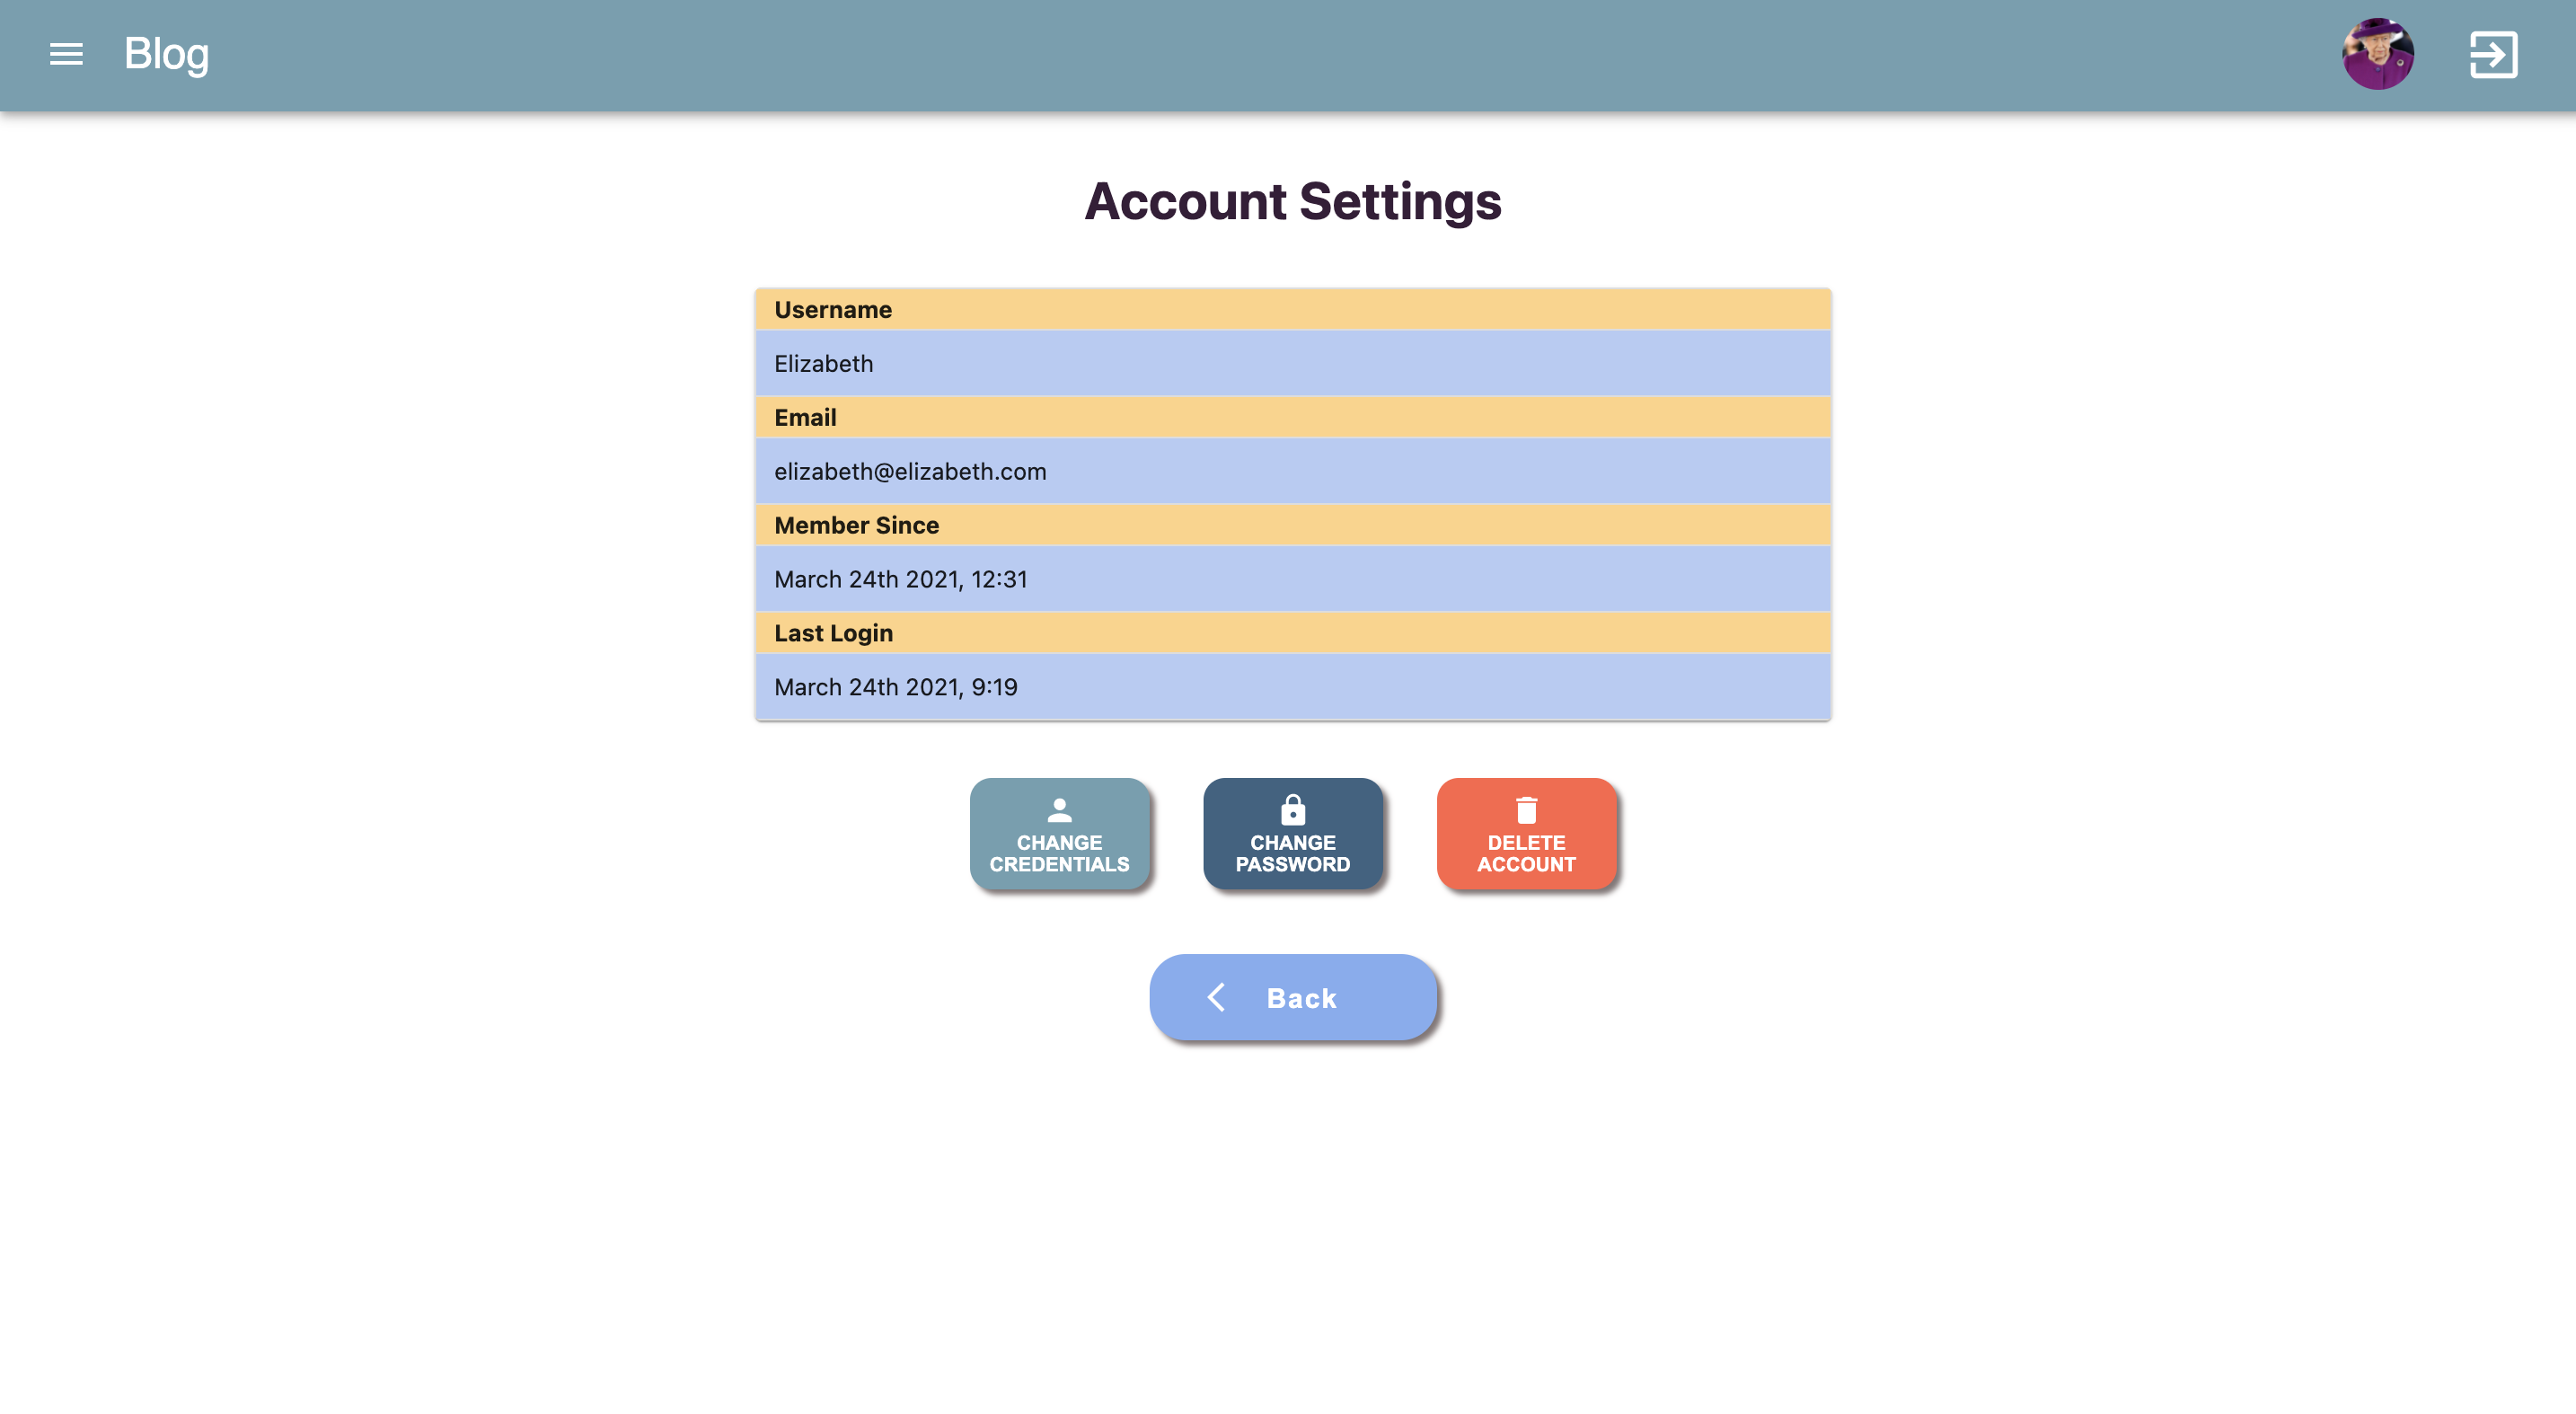 Blog
Account Settings
Username
Elizabeth
Email
elizabeth@elizabeth.com
Member Since
March 24th 2021, 12:31
Last Login
March 24th 2021, 9:19
CHANGE
CREDENTIALS
CHANGE
PASSWORD
DELETE
ACCOUNT
Back